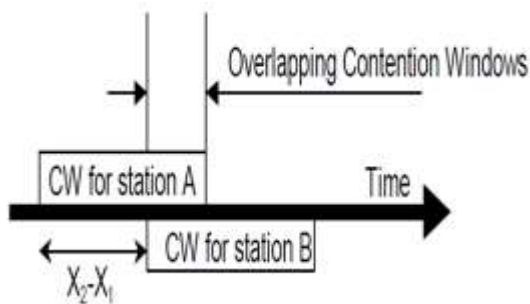 Overlapping Contention Windows
CW for station A
Time
CW for station B
X₂-X₁